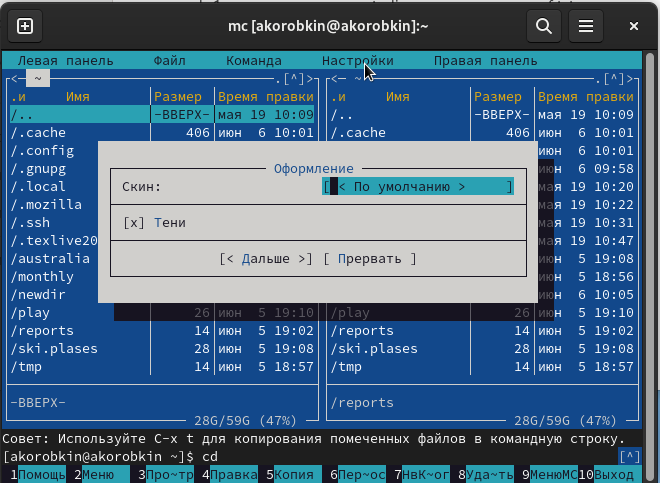 mc [akorobkin@akorobkin]:~
Левая панель Файл Команда Настройки Правая панель
<─ ~ .[^]> <─ ~ .[^]>
.и Имя Размер Время правки .и Имя Размер Время правки
/.. -ВВЕРХ- мая 19 10:09 /.. -ВВЕРХ- мая 19 10:09
/.cache 406 июн 6 10:01 /.cache 406 июн 6 10:01
/.config июн 6 10:01
/.gnupg июн 6 09:58
/.local мая 19 10:20
/.mozilla мая 19 10:22
/.ssh мая 19 10:31
/.texlive20 мая 19 10:47
/australia июн 5 19:08
/monthly июн 5 18:56
/newdir июн 6 10:05
Оформление
Скин: [< По умолчанию > ]
[x] Тени
[< Дальше >] [ Прервать ]
/play 26 июн 5 19:10 /play 26 июн 5 19:10
/reports 14 июн 5 19:02 /reports 14 июн 5 19:02
/ski.plases 28 июн 5 19:08 /ski.plases 28 июн 5 19:08
/tmp 14 июн 5 18:57 /tmp 14 июн 5 18:57
-ВВЕРХ- /reports
28G/59G (47%) 28G/59G (47%)
Совет: Используйте C-x t для копирования помеченных файлов в командную строку.
[akorobkin@akorobkin ~]$ cd [^]
1Помощь 2Меню 3Про~тр 4Правка 5Копия 6Пер~ос 7НвК~ог 8Уда~ть 9МенюMC 10Выход